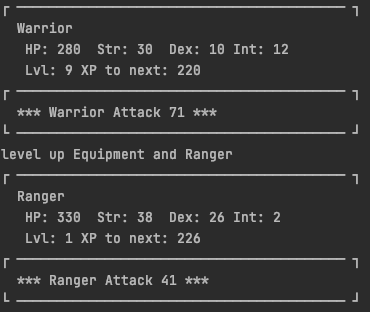 Warrior
HP: 280 Str: 30 Dex: 10 Int: 12
Lvl: 9 XP to next: 220
*** Warrior Attack 71 ***
level up Equipment and Ranger
Ranger
HP: 330 Str: 38 Dex: 26 Int: 2
Lvl: 1 XP to next: 226
*** Ranger Attack 41 ***